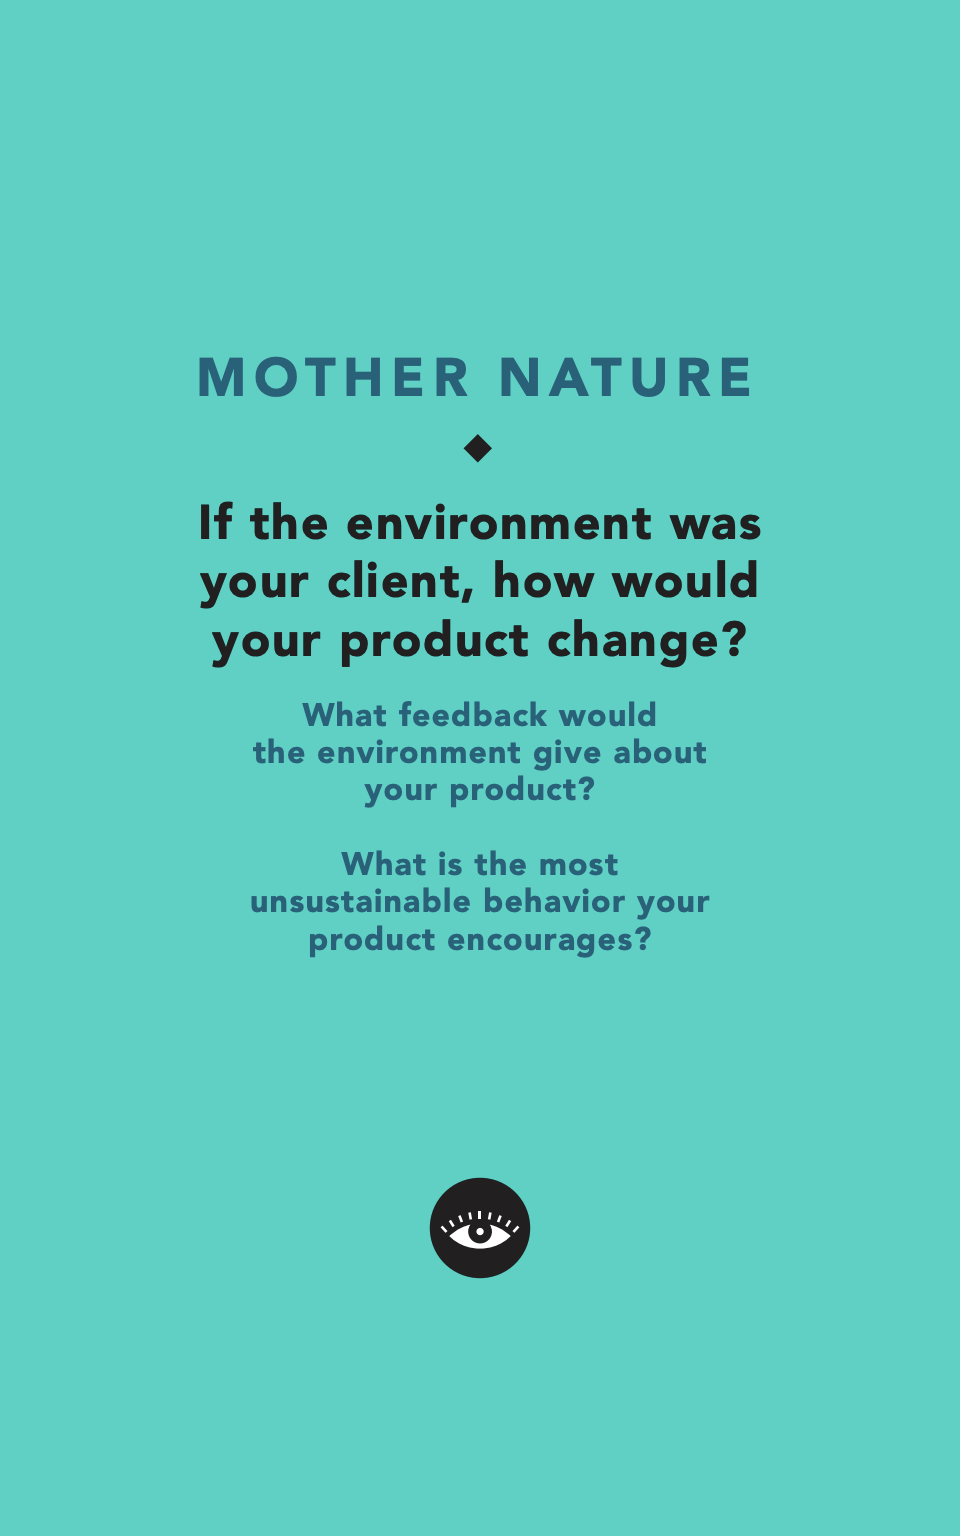 MOTHER NATURE
If the environment was
your client, how would
your product change?
What feedback would
the environment give about
your product?
What is the most
unsustainable behavior your
product encourages?